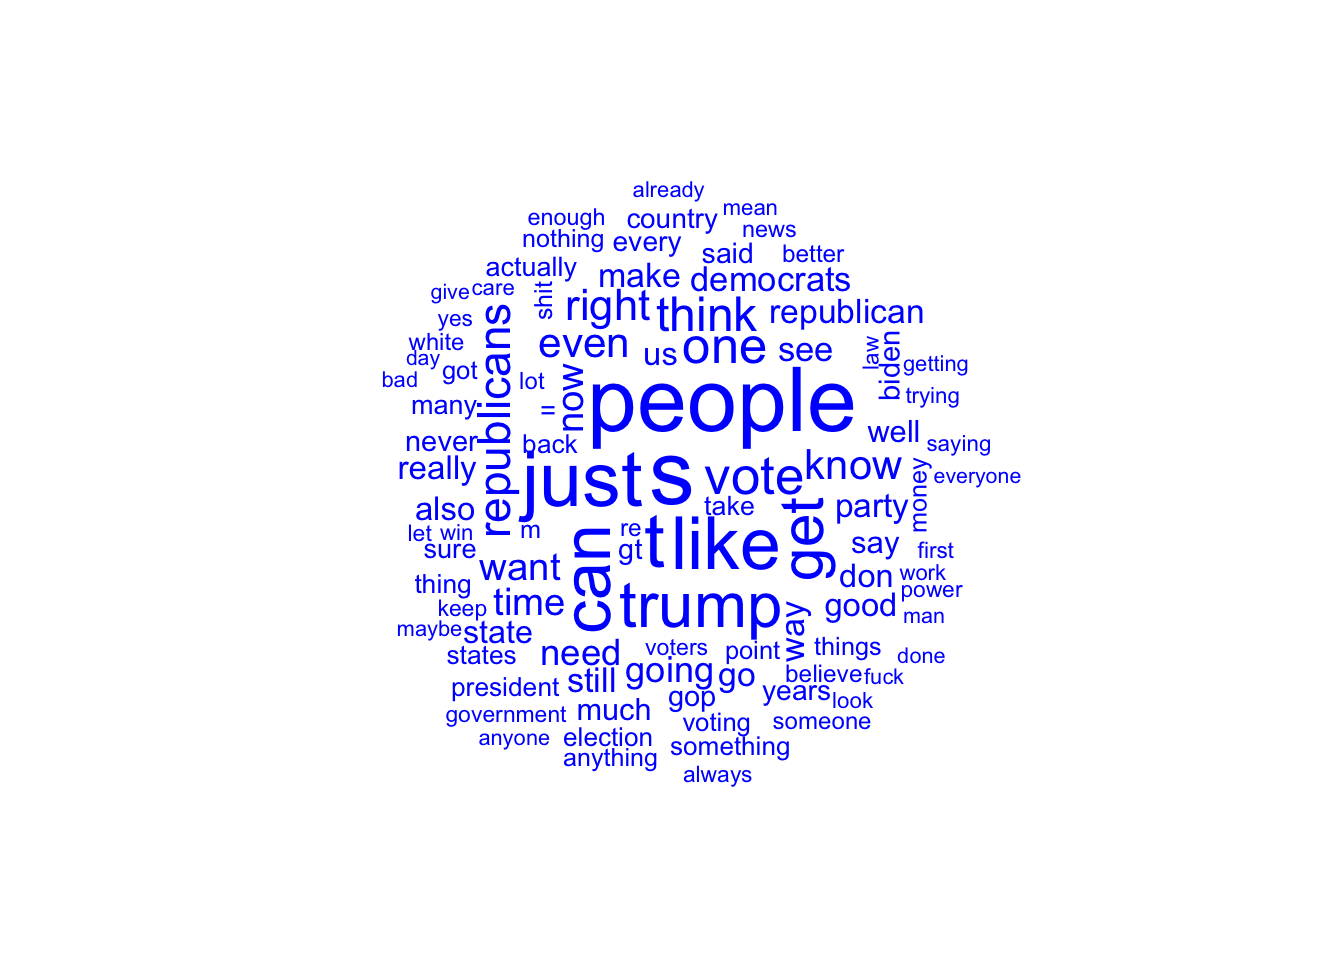 already
enough
country
mean
nothing
every
news
actually
said
better
give
care
shit
make
democrats
yes
right
think
republican
white
republicans
even
us
one
see
law
biden
getting
day
bad
got
lot
now
people
trying
many
=
never
back
well
saying
really
just
s
vote
know
money
everyone
also
take
party
let
win
m
can
re
t
like
get
say
first
sure
gt
want
don
work
thing
time
trump
good
power
keep
way
man
maybe
state
states
need
voters
point
things
done
president
still
going
go
believe
fuck
government
much
gop
years
look
anyone
election
voting
someone
anything
something
always